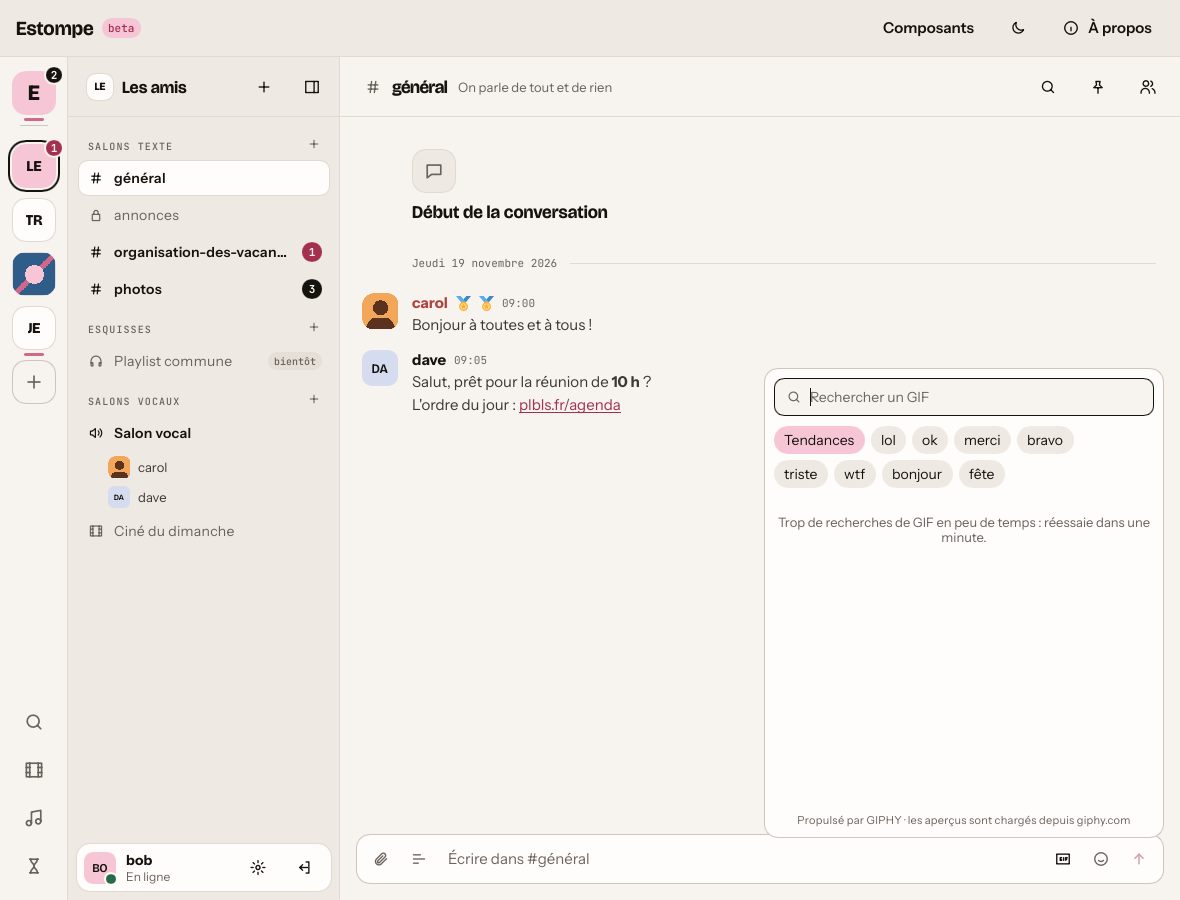 Estompe beta
Composants
À propos
E 2
LE 1
TR
JE
LE Les amis
SALONS TEXTE
général
annonces
organisation-des-vacan... 1
photos 3
ESQUISSES
Playlist commune bientôt
SALONS VOCAUX
Salon vocal
carol
DA dave
Ciné du dimanche
BO bob
En ligne
# général On parle de tout et de rien
Début de la conversation
Jeudi 19 novembre 2026
carol 09:00
Bonjour à toutes et à tous !
DA dave 09:05
Salut, prêt pour la réunion de 10 h ?
L'ordre du jour : plbls.fr/agenda
Rechercher un GIF
Tendances lol ok merci bravo
triste wtf bonjour fête
Trop de recherches de GIF en peu de temps : réessaie dans une
minute.
Propulsé par GIPHY · les aperçus sont chargés depuis giphy.com
Écrire dans #général
GIF